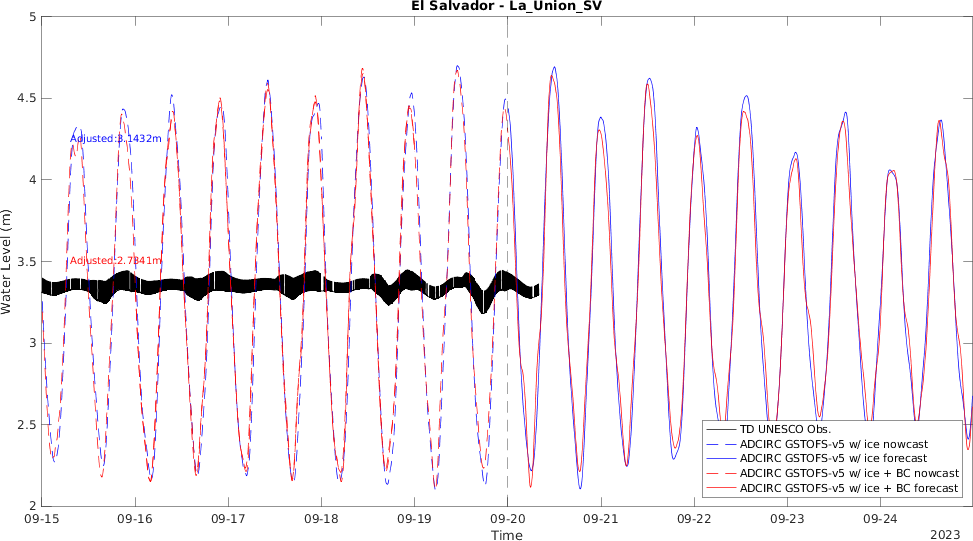 El Salvador - La_Union_SV
5
4.5
4
3.5
3
2.5
2
Water Level (m)
Adjusted:3.1432m
Adjusted:2.7341m
TD UNESCO Obs.
ADCIRC GSTOFS-v5 w/ ice nowcast
ADCIRC GSTOFS-v5 w/ ice forecast
ADCIRC GSTOFS-v5 w/ ice + BC nowcast
ADCIRC GSTOFS-v5 w/ ice + BC forecast
09-15 09-16 09-17 09-18 09-19 09-20 09-21 09-22 09-23 09-24
Time
2023